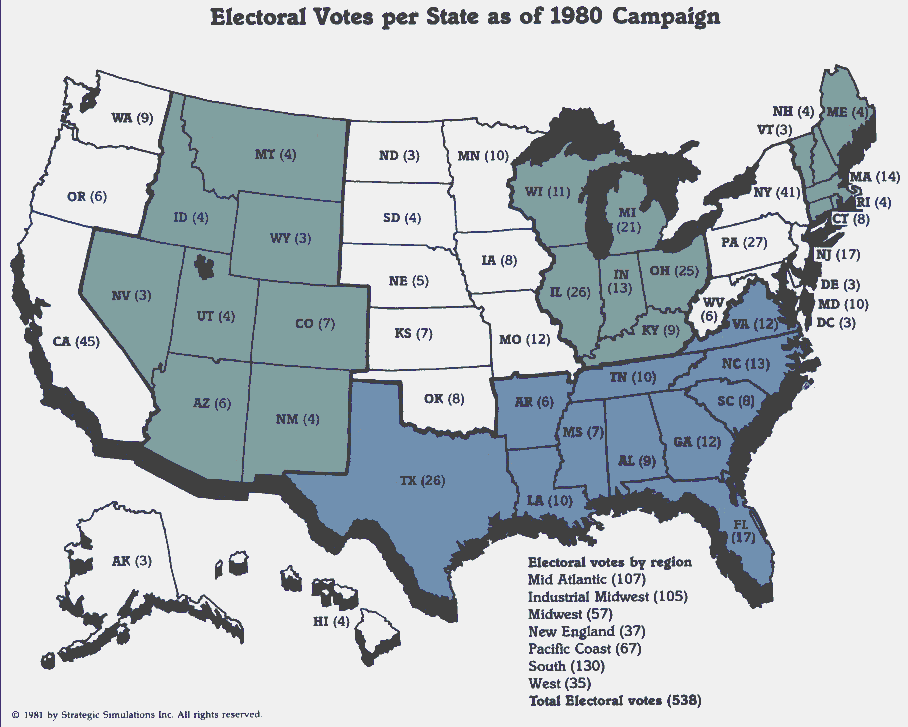 Electoral Votes per State as of 1980 Campaign
WA (9)
OR (6)
CA (45)
NV (3)
ID (4)
MT (4)
WY (3)
UT (4)
CO (7)
AZ (6)
NM (4)
ND (3)
SD (4)
NE (5)
KS (7)
OK (8)
TX (26)
MN (10)
IA (8)
MO (12)
AR (6)
LA (10)
WI (11)
IL (26)
MI
(21)
IN
(13)
OH (25)
KY (9)
TN (10)
MS (7)
AL (9)
GA (12)
FL
(17)
SC (8)
NC (13)
VA (12)
WV
(6)
PA (27)
NY (41)
VT (3)
NH (4)
ME (4)
MA (14)
RI (4)
CT (8)
NJ (17)
DE (3)
MD (10)
DC (3)
AK (3)
HI (4)
Electoral votes by region
Mid Atlantic (107)
Industrial Midwest (105)
Midwest (57)
New England (37)
Pacific Coast (67)
South (130)
West (35)
Total Electoral votes (538)
© 1981 by Strategic Simulations Inc. All rights reserved.